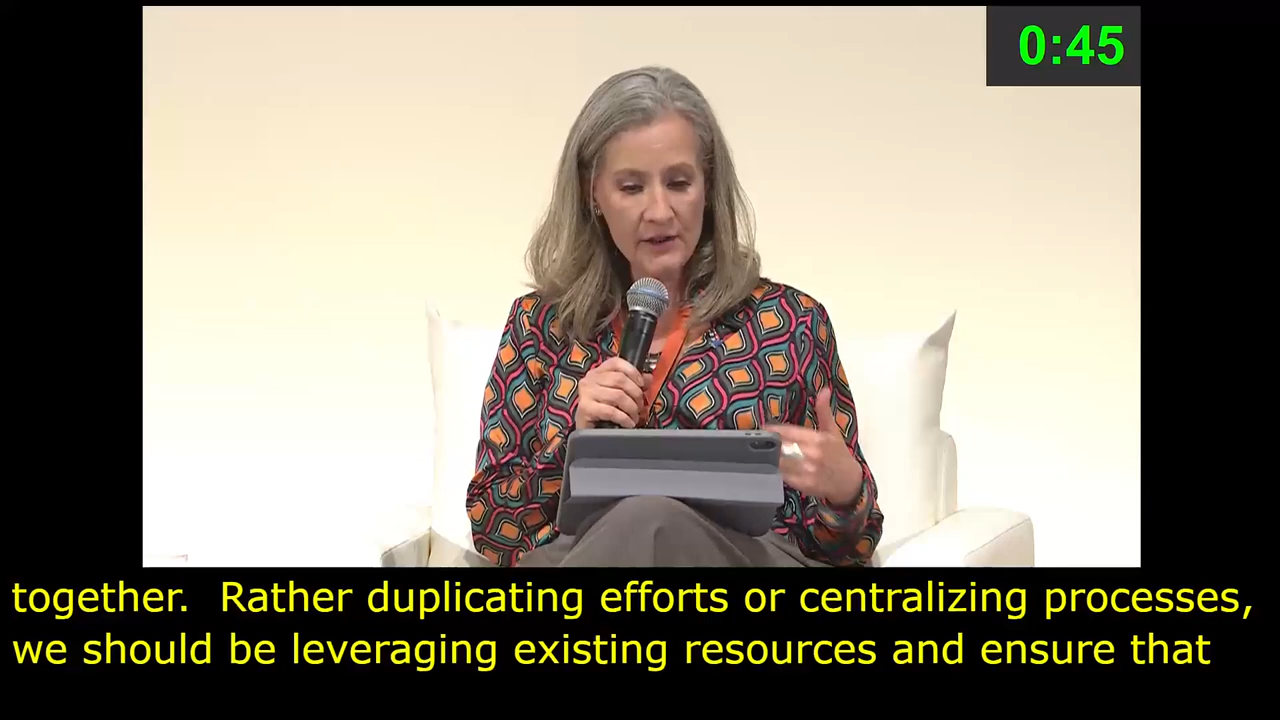 0:45
together.  Rather duplicating efforts or centralizing processes,
we should be leveraging existing resources and ensure that